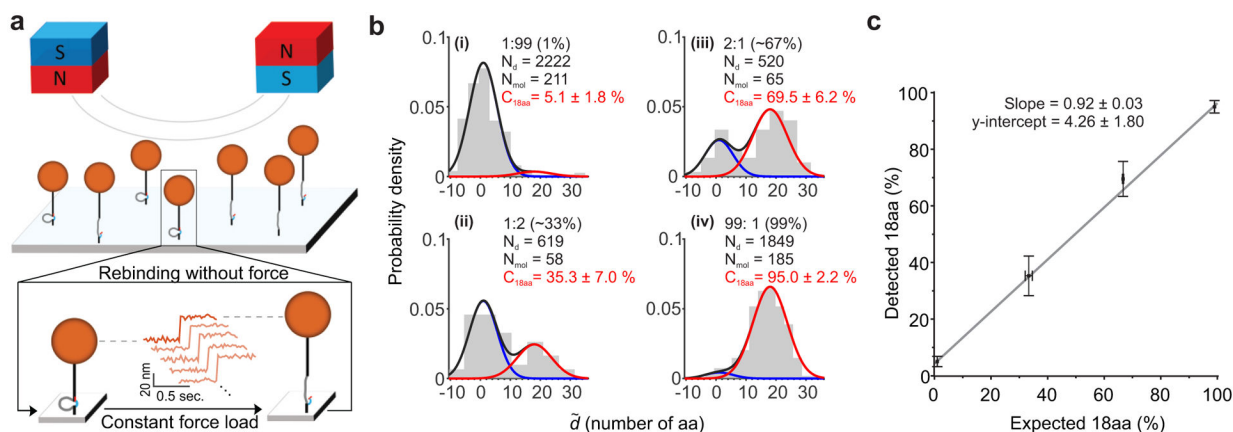 a
S
N
N
S
Rebinding without force
20 nm
0.5 sec.
Constant force load
b
Probability density
(i)
1:99 (1%)
N_d = 2222
N_mol = 211
C_18aa = 5.1 ± 1.8 %
0.1
0.05
0
-10 0 10 20 30
(ii)
1:2 (~33%)
N_d = 619
N_mol = 58
C_18aa = 35.3 ± 7.0 %
0.1
0.05
0
-10 0 10 20 30
(iii)
2:1 (~67%)
N_d = 520
N_mol = 65
C_18aa = 69.5 ± 6.2 %
0.1
0.05
0
-10 0 10 20 30
(iv)
99: 1 (99%)
N_d = 1849
N_mol = 185
C_18aa = 95.0 ± 2.2 %
0.1
0.05
0
-10 0 10 20 30
d̃ (number of aa)
c
Slope = 0.92 ± 0.03
y-intercept = 4.26 ± 1.80
Detected 18aa (%)
100
80
60
40
20
0
0 20 40 60 80 100
Expected 18aa (%)